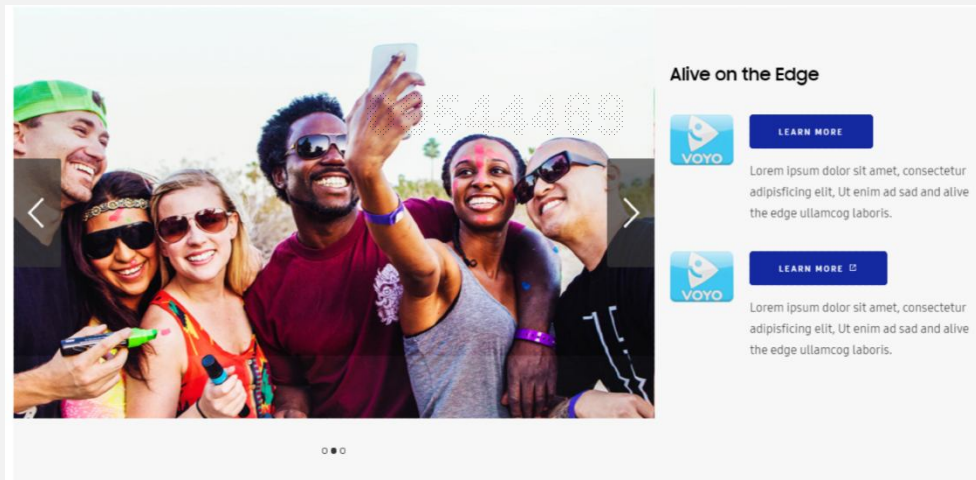 Alive on the Edge
VOYO
LEARN MORE
Lorem ipsum dolor sit amet, consectetur
adipisficing elit, Ut enim ad sad and alive
the edge ullamcog laboris.
VOYO
LEARN MORE
Lorem ipsum dolor sit amet, consectetur
adipisficing elit, Ut enim ad sad and alive
the edge ullamcog laboris.